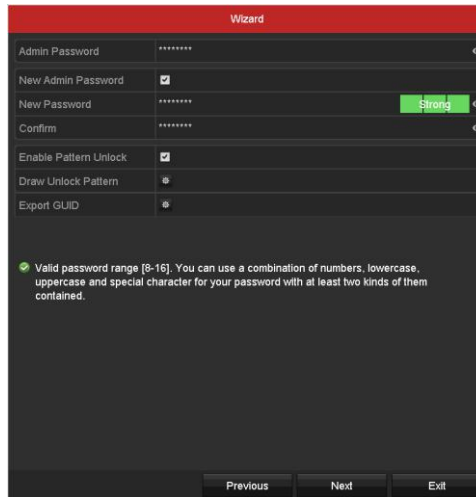 Wizard
Admin Password ********
New Admin Password
New Password ******** Strong
Confirm ********
Enable Pattern Unlock
Draw Unlock Pattern
Export GUID
Valid password range [8-16]. You can use a combination of numbers, lowercase,
uppercase and special character for your password with at least two kinds of them
contained.
Previous Next Exit